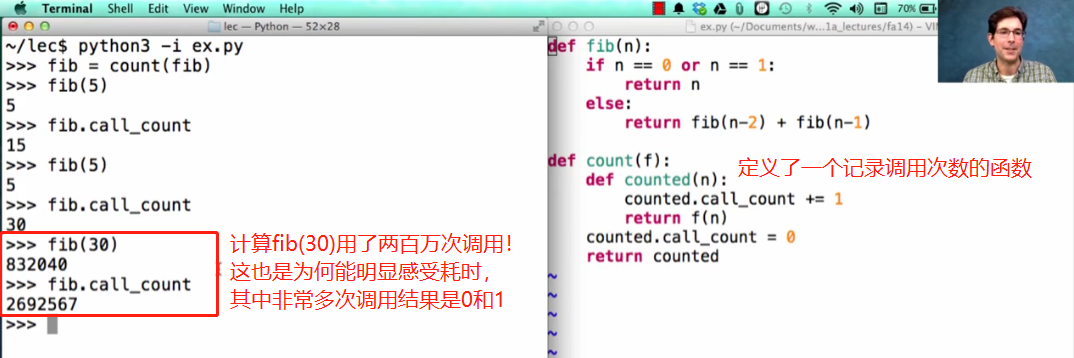 Terminal Shell Edit View Window Help 70%
lec — Python — 52×28
~/lec$ python3 -i ex.py
>>> fib = count(fib)
>>> fib(5)
5
>>> fib.call_count
15
>>> fib(5)
5
>>> fib.call_count
30
>>> fib(30)
832040
>>> fib.call_count
2692567
>>>
计算fib(30)用了两百万次调用!
这也是为何能明显感受耗时，
其中非常多次调用结果是0和1
ex.py (~/Documents/w...1a_lectures/fa14) – VIM
def fib(n):
    if n == 0 or n == 1:
        return n
    else:
        return fib(n-2) + fib(n-1)
def count(f):
    def counted(n):
        counted.call_count += 1
        return f(n)
    counted.call_count = 0
    return counted
~
~
~
~
~
定义了一个记录调用次数的函数